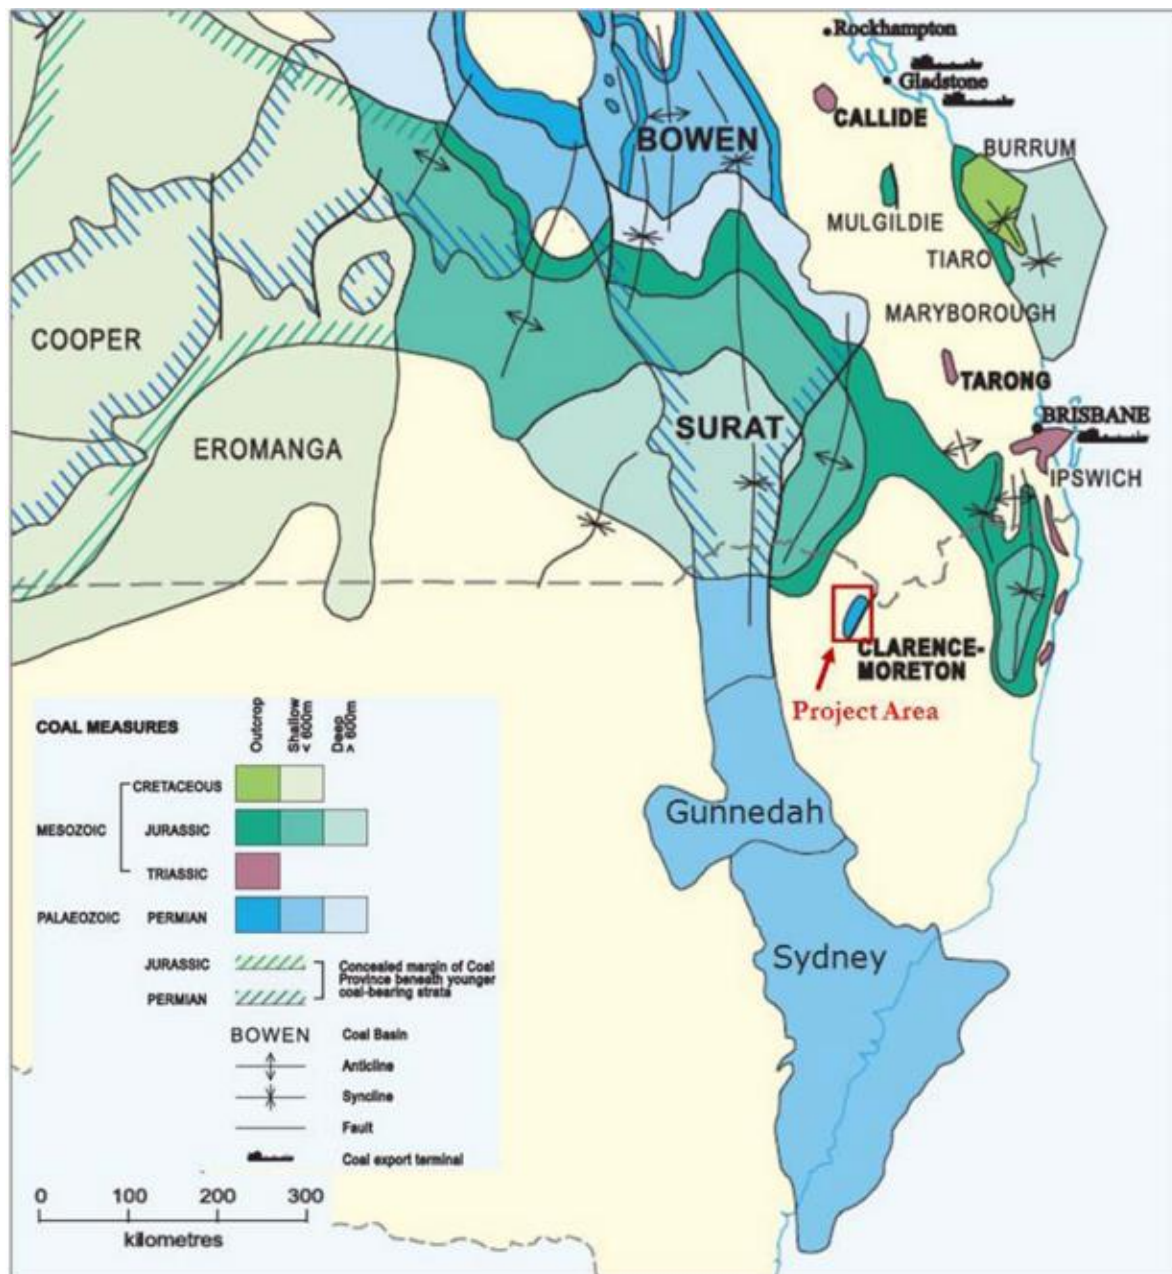 Rockhampton
Gladstone
CALLIDE
BOWEN
BURRUM
MULGILDIE
TIARO
MARYBOROUGH
COOPER
TARONG
BRISBANE
SURAT
EROMANGA
IPSWICH
CLARENCE-
MORETON
Project Area
Gunnedah
Sydney
COAL MEASURES
Outcrop
Shallow
< 600m
Deep
> 600m
CRETACEOUS
MESOZOIC
JURASSIC
TRIASSIC
PALAEOZOIC
PERMIAN
JURASSIC
PERMIAN
Concealed margin of Coal
Province beneath younger
coal-bearing strata
BOWEN
Coal Basin
Anticline
Syncline
Fault
Coal export terminal
0 100 200 300
kilometres